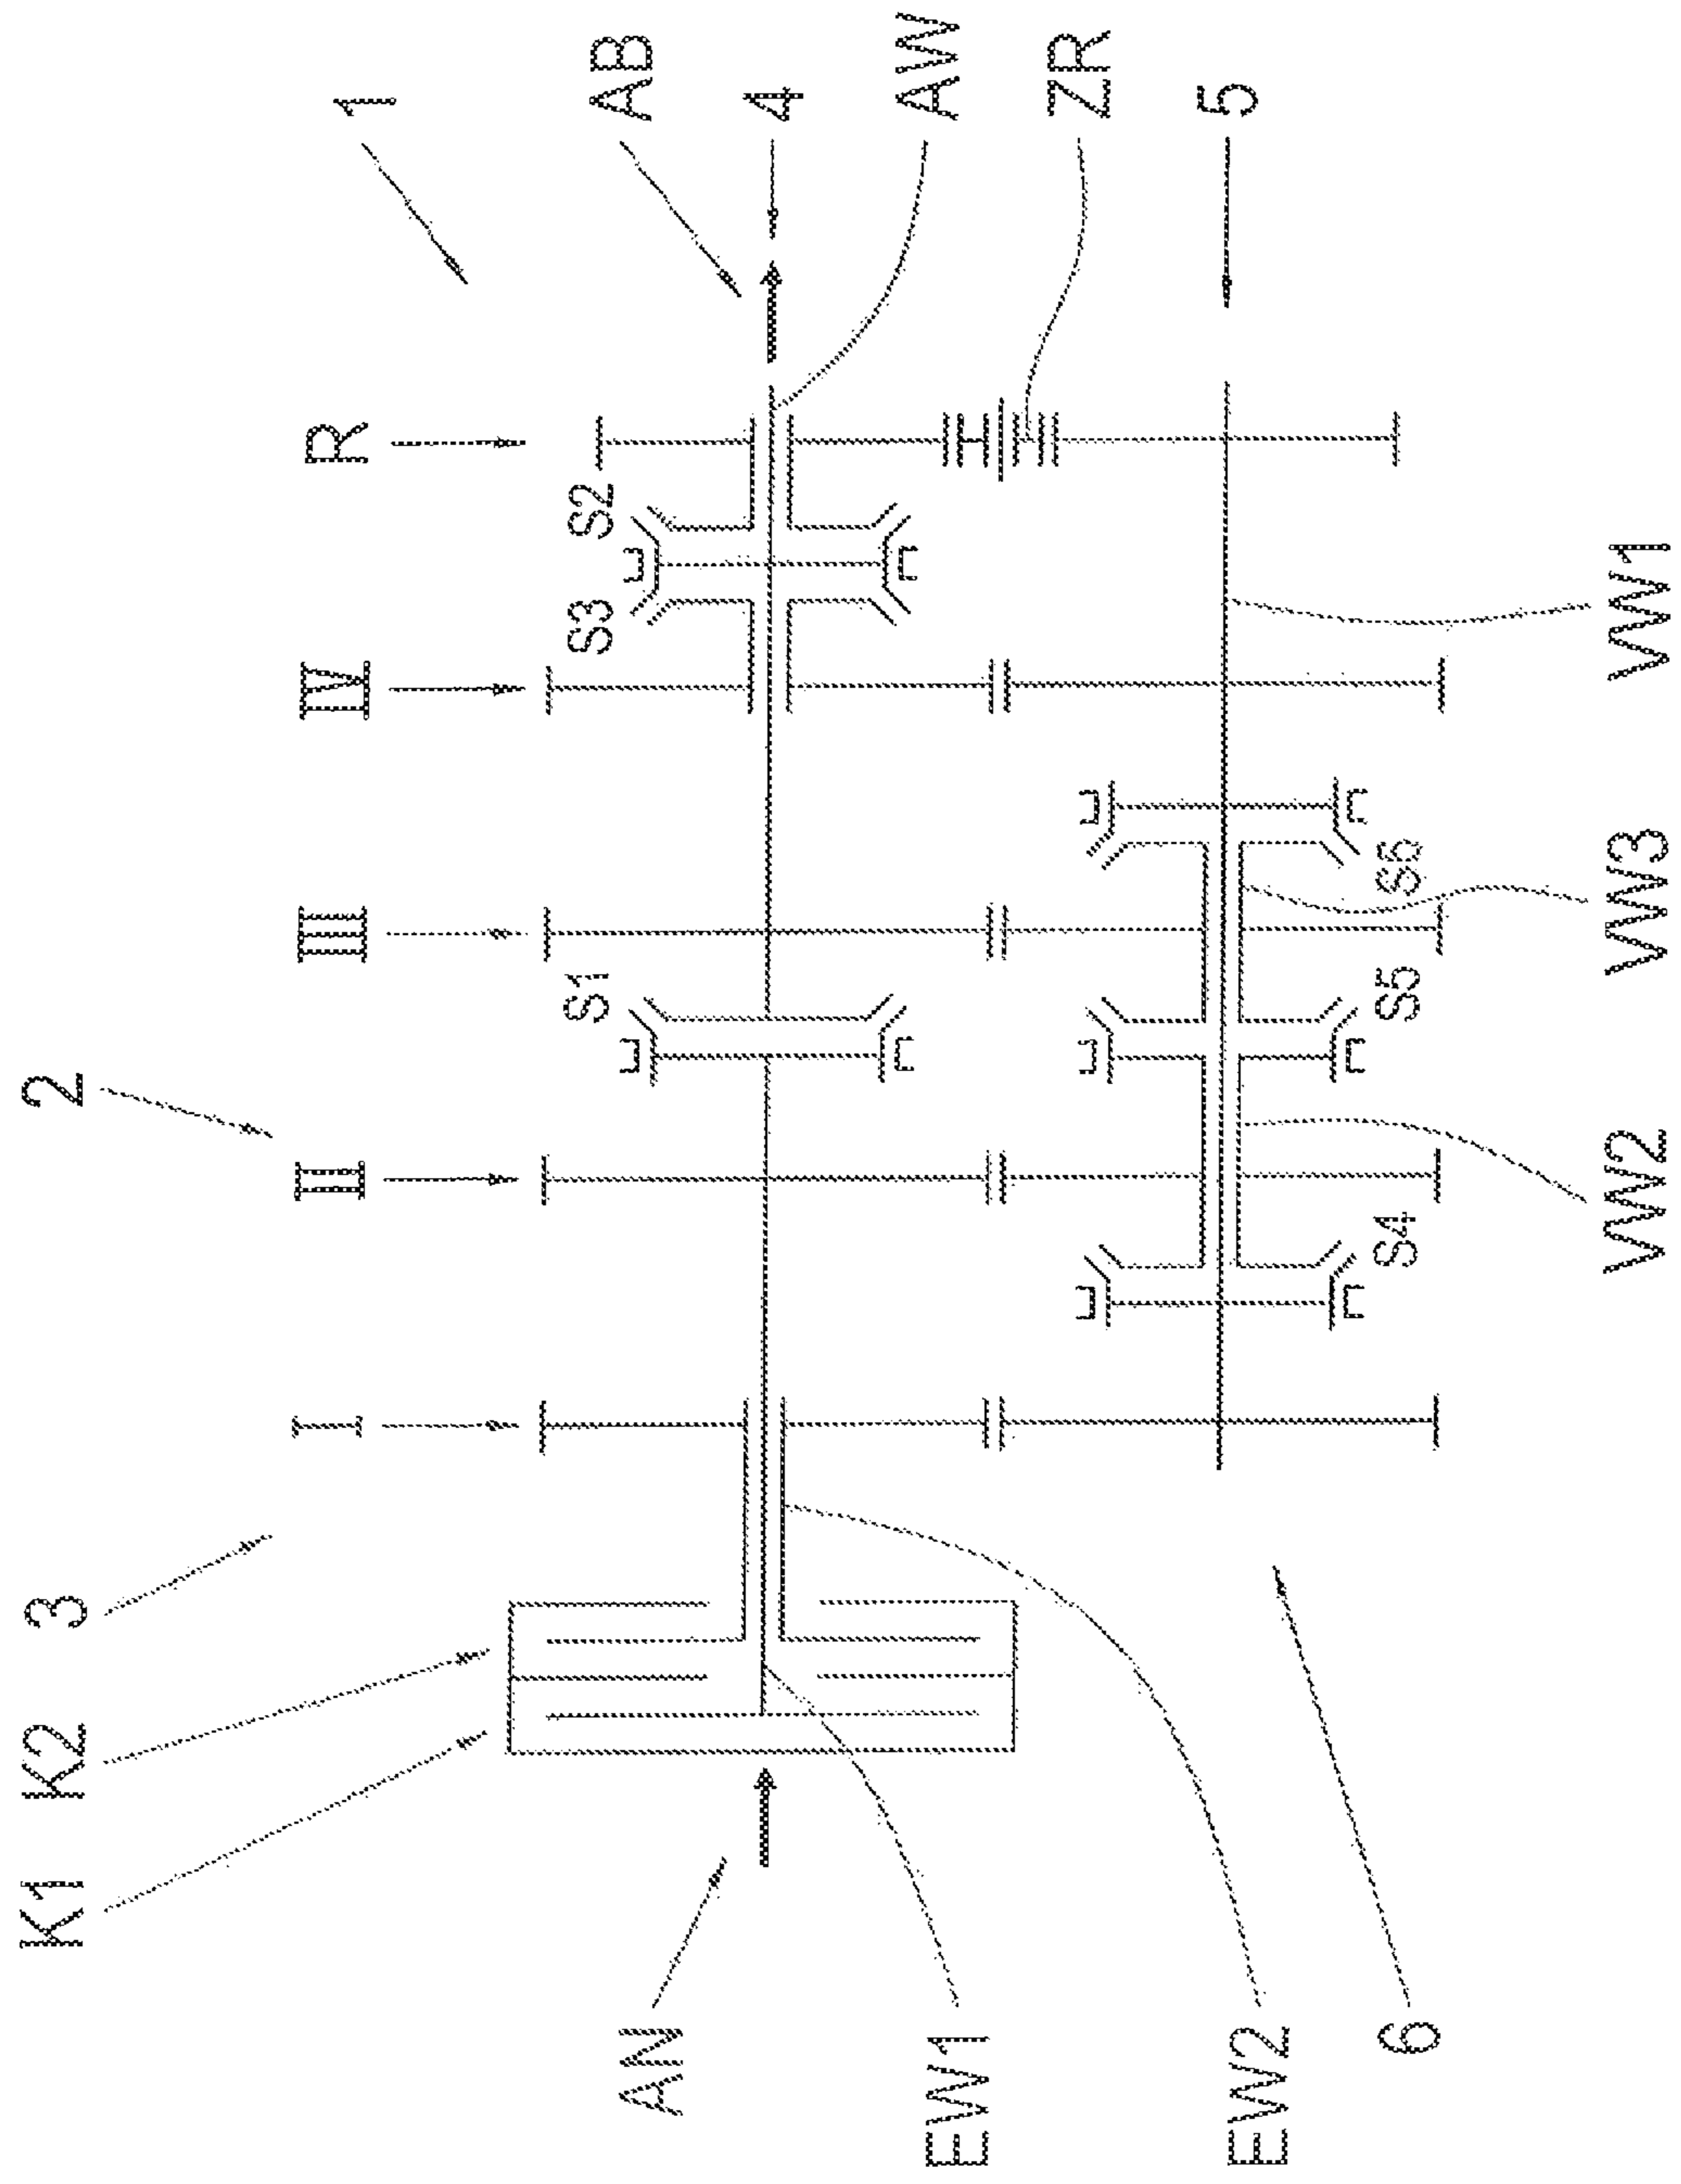 K1 K2 3 2
I II III IV R 1
S1 S3 S2
AN AB
4
EW1 AW
ZR
EW2 5
6 S4 S5 S6
VW2 VW3 VW1